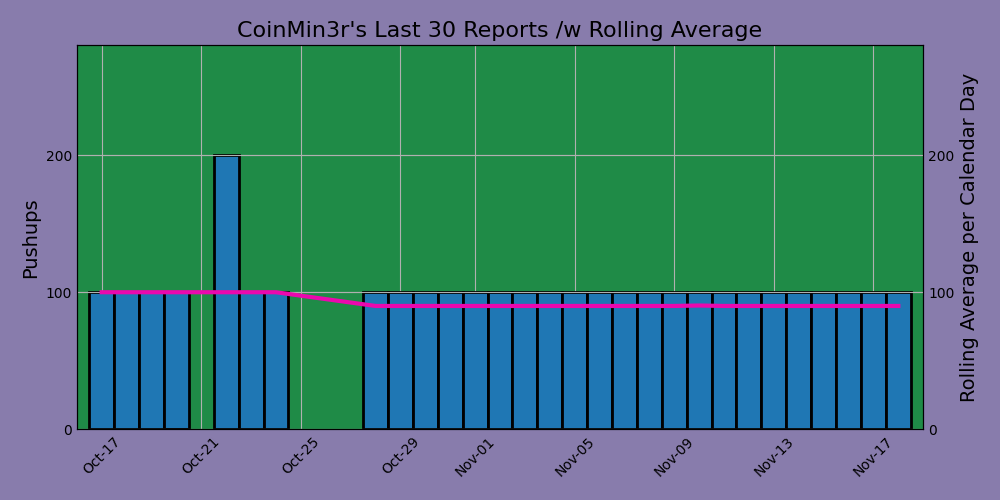 CoinMin3r's Last 30 Reports /w Rolling Average
Pushups
200
100
0
200
100
0
Rolling Average per Calendar Day
Oct-17
Oct-21
Oct-25
Oct-29
Nov-01
Nov-05
Nov-09
Nov-13
Nov-17